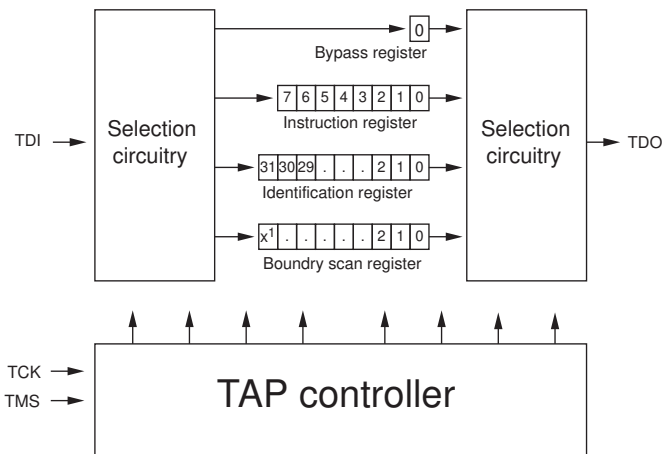 0
Bypass register
7 6 5 4 3 2 1 0
Instruction register
TDI
Selection
circuitry
Selection
circuitry
TDO
31 30 29 . . . 2 1 0
Identification register
x1 . . . . . 2 1 0
Boundry scan register
TCK
TMS
TAP controller